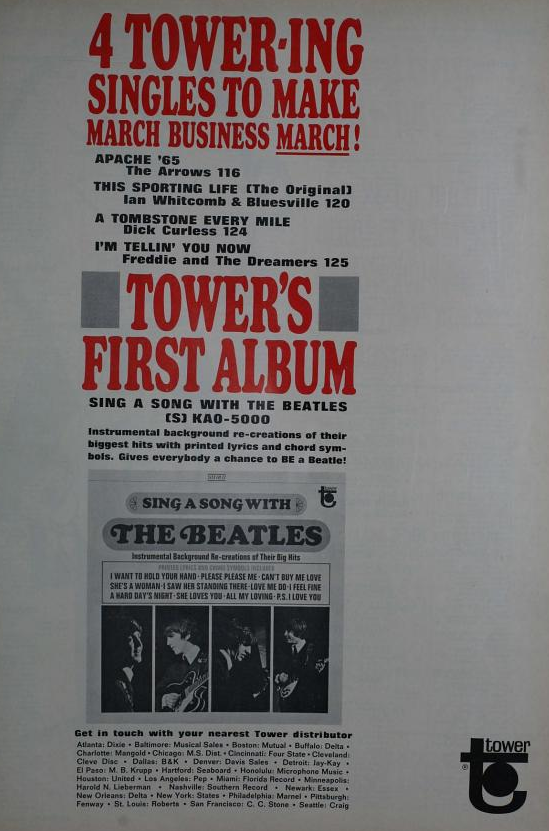 4 TOWER-ING
SINGLES TO MAKE
MARCH BUSINESS MARCH!
APACHE '65
The Arrows 116
THIS SPORTING LIFE (The Original)
Ian Whitcomb & Bluesville 120
A TOMBSTONE EVERY MILE
Dick Curless 124
I'M TELLIN' YOU NOW
Freddie and The Dreamers 125
TOWER'S
FIRST ALBUM
SING A SONG WITH THE BEATLES
(S) KAO-5000
Instrumental background re-creations of their
biggest hits with printed lyrics and chord sym-
bols. Gives everybody a chance to BE a Beatle!
STEREO
tower
SING A SONG WITH
THE BEATLES
Instrumental Background Re-creations of Their Big Hits
PRINTED LYRICS AND CHORD SYMBOLS INCLUDED
I WANT TO HOLD YOUR HAND · PLEASE PLEASE ME · CAN'T BUY ME LOVE
SHE'S A WOMAN · I SAW HER STANDING THERE · LOVE ME DO · I FEEL FINE
A HARD DAY'S NIGHT · SHE LOVES YOU · ALL MY LOVING · P.S. I LOVE YOU
Get in touch with your nearest Tower distributor
Atlanta: Dixie • Baltimore: Musical Sales • Boston: Mutual • Buffalo: Delta •
Charlotte: Mangold • Chicago: M.S. Dist. • Cincinnati: Four State • Cleveland:
Cleve Disc • Dallas: B&K • Denver: Davis Sales • Detroit: Jay-Kay •
El Paso: M. B. Krupp • Hartford: Seaboard • Honolulu: Microphone Music •
Houston: United • Los Angeles: Pep • Miami: Florida Record • Minneapolis:
Harold N. Lieberman • Nashville: Southern Record • Newark: Essex •
New Orleans: Delta • New York: States • Philadelphia: Marnel • Pittsburgh:
Fenway • St. Louis: Roberts • San Francisco: C. C. Stone • Seattle: Craig
tower
®